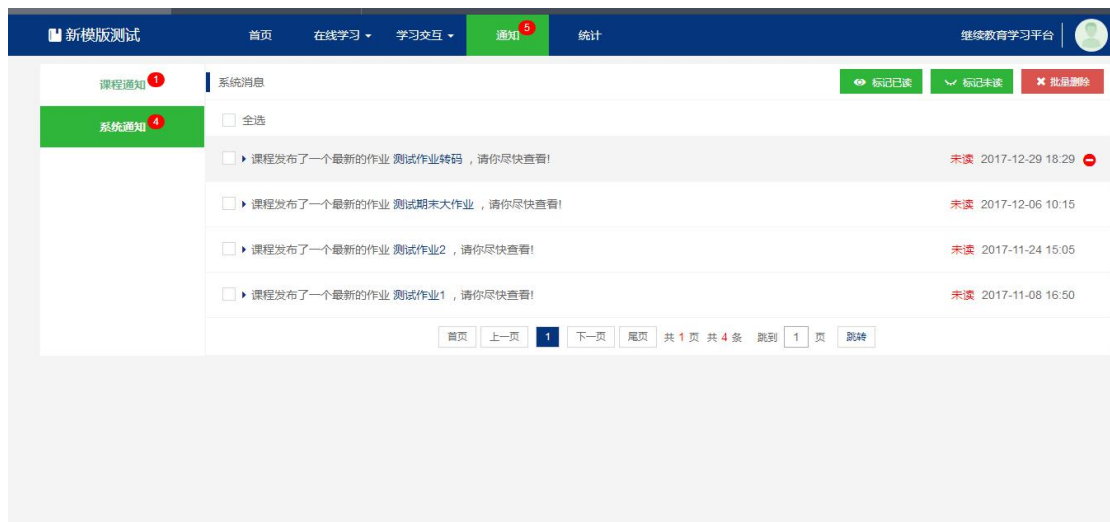 新模版测试 首页 在线学习 学习交互 通知 5 统计 继续教育学习平台
课程通知 1
系统通知 4
系统消息 标记已读 标记未读 批量删除
全选
课程发布了一个最新的作业 测试作业转码 ，请你尽快查看! 未读 2017-12-29 18:29
课程发布了一个最新的作业 测试期末大作业 ，请你尽快查看! 未读 2017-12-06 10:15
课程发布了一个最新的作业 测试作业2 ，请你尽快查看! 未读 2017-11-24 15:05
课程发布了一个最新的作业 测试作业1 ，请你尽快查看! 未读 2017-11-08 16:50
首页 上一页 1 下一页 尾页 共 1 页 共 4 条 跳到 1 页 跳转